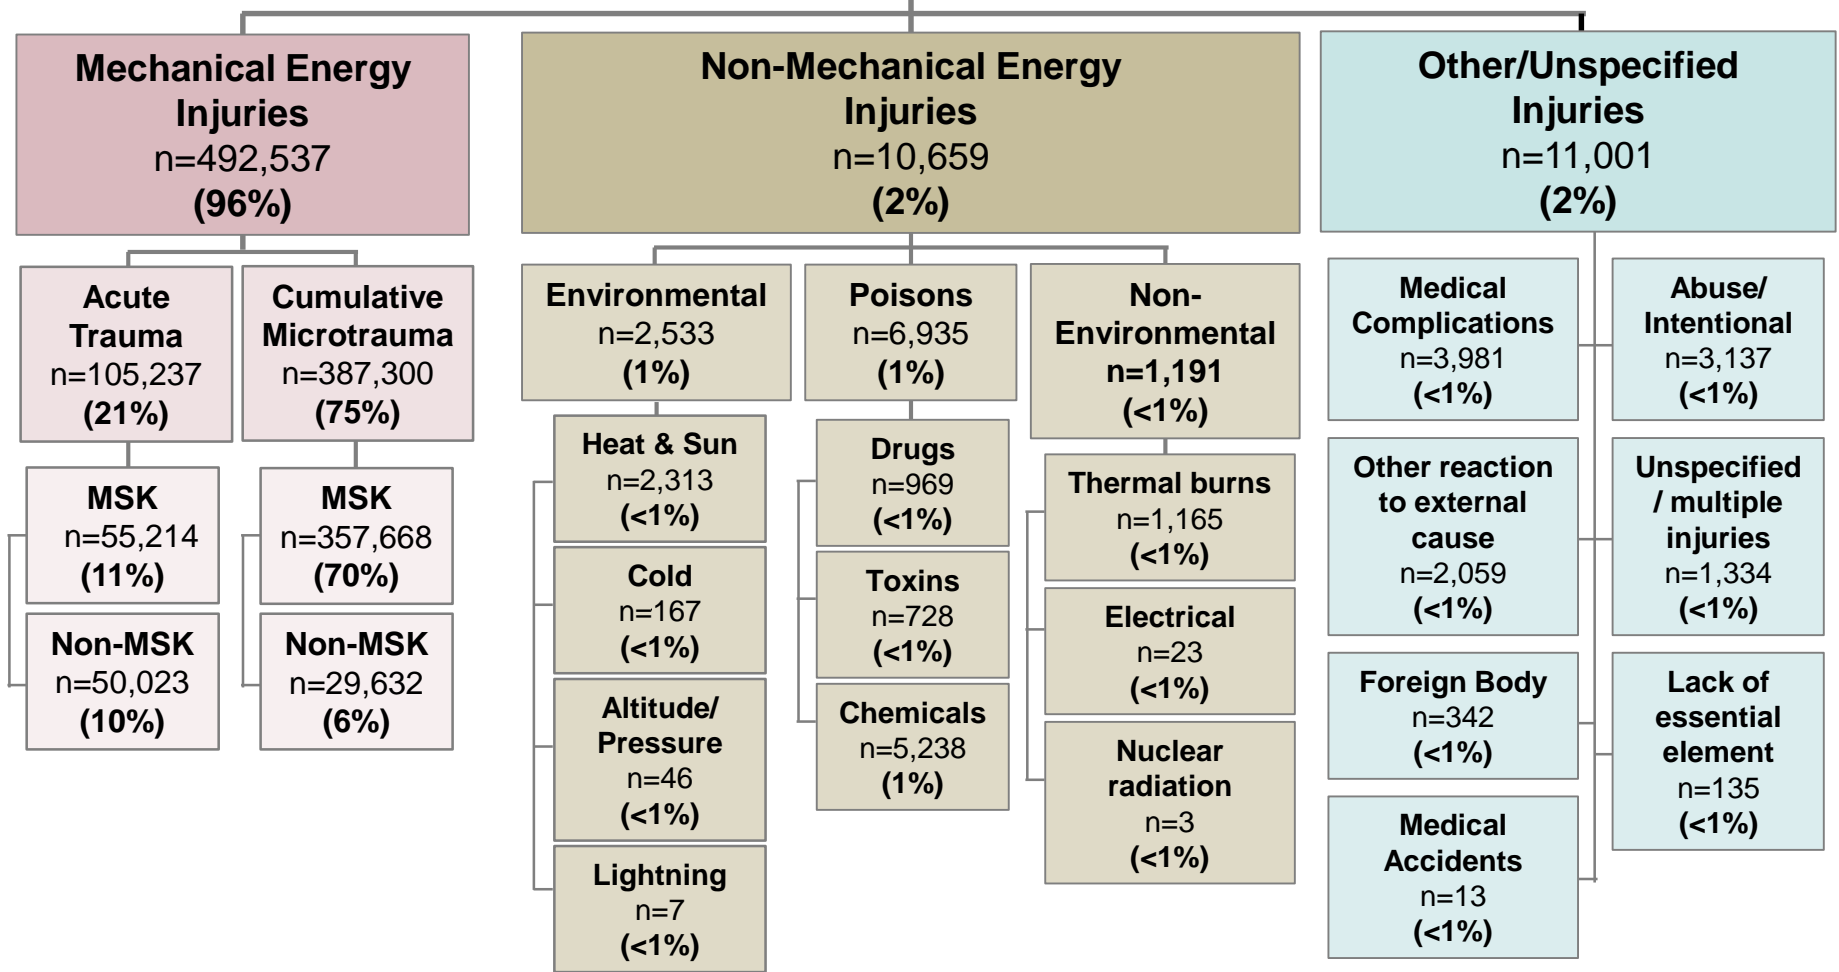 Mechanical Energy
Injuries
n=492,537
(96%)
Acute
Trauma
n=105,237
(21%)
MSK
n=55,214
(11%)
Non-MSK
n=50,023
(10%)
Cumulative
Microtrauma
n=387,300
(75%)
MSK
n=357,668
(70%)
Non-MSK
n=29,632
(6%)
Non-Mechanical Energy
Injuries
n=10,659
(2%)
Environmental
n=2,533
(1%)
Heat & Sun
n=2,313
(<1%)
Cold
n=167
(<1%)
Altitude/
Pressure
n=46
(<1%)
Lightning
n=7
(<1%)
Poisons
n=6,935
(1%)
Drugs
n=969
(<1%)
Toxins
n=728
(<1%)
Chemicals
n=5,238
(1%)
Non-
Environmental
n=1,191
(<1%)
Thermal burns
n=1,165
(<1%)
Electrical
n=23
(<1%)
Nuclear
radiation
n=3
(<1%)
Other/Unspecified
Injuries
n=11,001
(2%)
Medical
Complications
n=3,981
(<1%)
Abuse/
Intentional
n=3,137
(<1%)
Other reaction
to external
cause
n=2,059
(<1%)
Unspecified
/ multiple
injuries
n=1,334
(<1%)
Foreign Body
n=342
(<1%)
Lack of
essential
element
n=135
(<1%)
Medical
Accidents
n=13
(<1%)